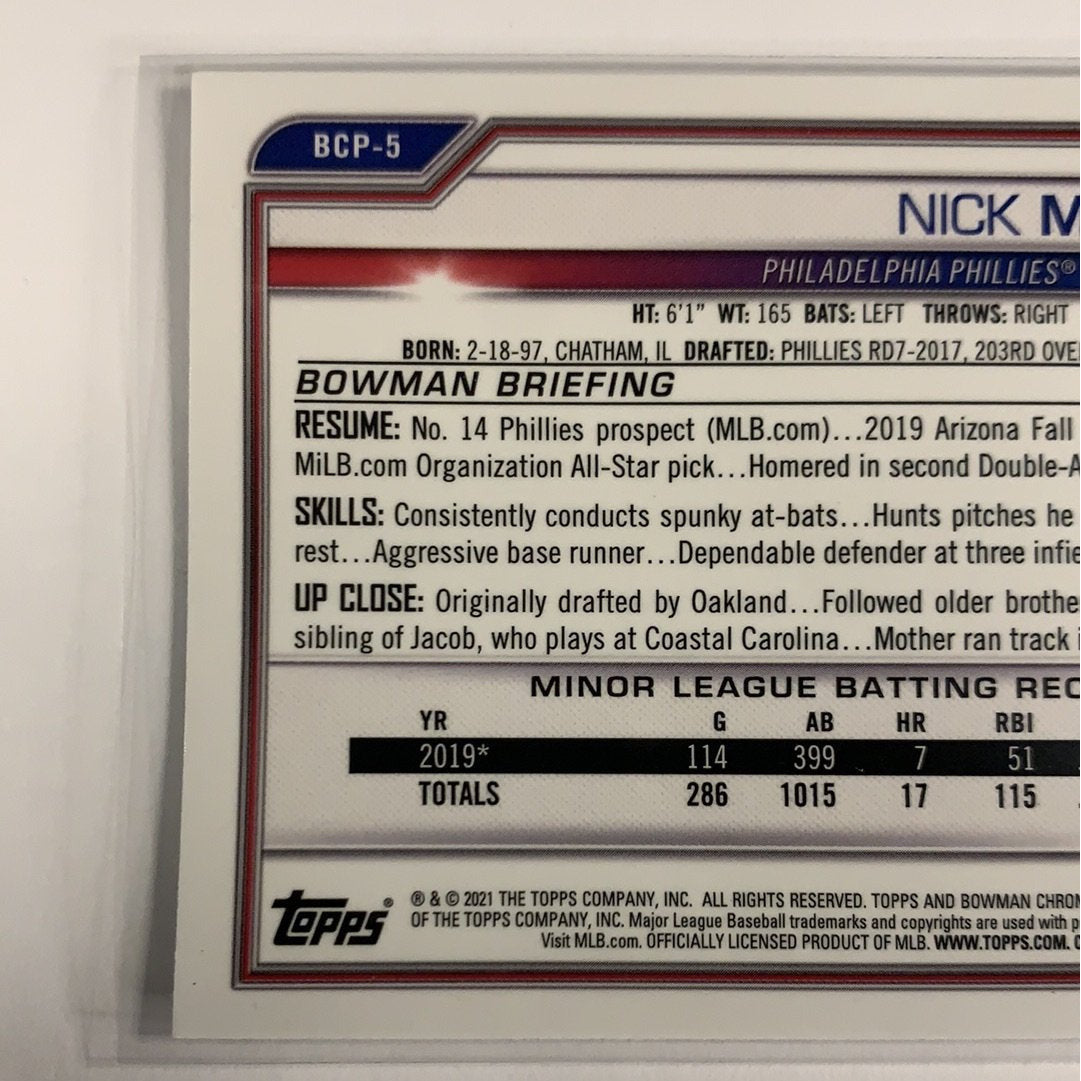 BCP-5
NICK M
PHILADELPHIA PHILLIES®
HT: 6'1" WT: 165 BATS: LEFT THROWS: RIGHT
BORN: 2-18-97, CHATHAM, IL DRAFTED: PHILLIES RD7-2017, 203RD OVE
BOWMAN BRIEFING
RESUME: No. 14 Phillies prospect (MLB.com)...2019 Arizona Fall
MiLB.com Organization All-Star pick...Homered in second Double-A
SKILLS: Consistently conducts spunky at-bats...Hunts pitches he
rest...Aggressive base runner...Dependable defender at three infie
UP CLOSE: Originally drafted by Oakland...Followed older brothe
sibling of Jacob, who plays at Coastal Carolina...Mother ran track i
MINOR LEAGUE BATTING REC
YR G AB HR RBI
2019* 114 399 7 51
TOTALS 286 1015 17 115
topps®
® & © 2021 THE TOPPS COMPANY, INC. ALL RIGHTS RESERVED. TOPPS AND BOWMAN CHROM
OF THE TOPPS COMPANY, INC. Major League Baseball trademarks and copyrights are used with p
Visit MLB.com. OFFICIALLY LICENSED PRODUCT OF MLB. WWW.TOPPS.COM. C